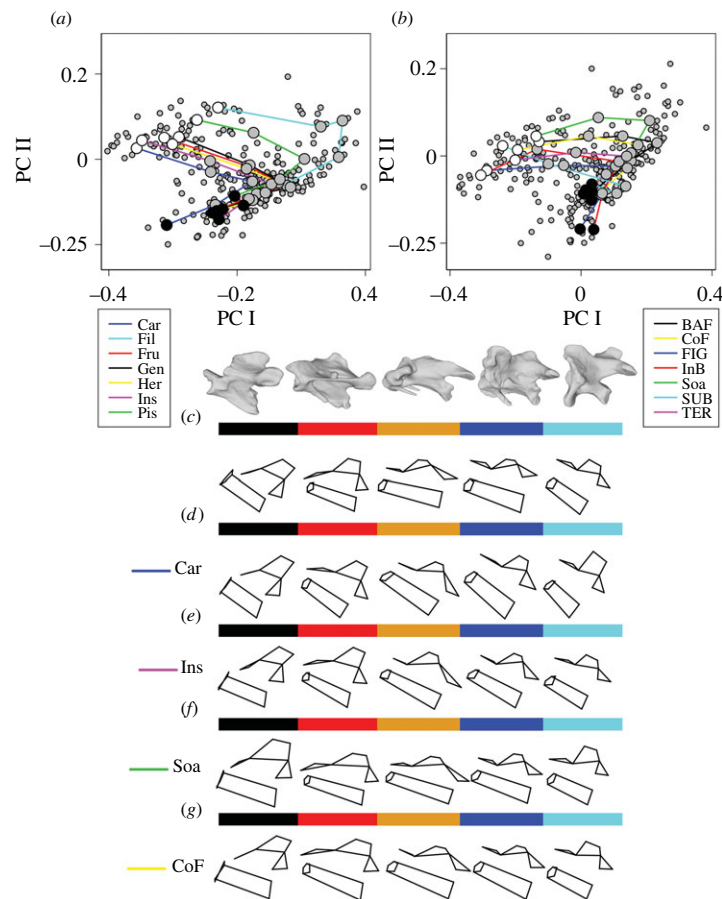 (a)
(b)
0.2
0
−0.25
PC II
−0.4
−0.2
0.4
PC I
0.2
0
−0.25
PC II
−0.4
0
0.4
PC I
Car
Fil
Fru
Gen
Her
Ins
Pis
BAF
CoF
FIG
InB
Soa
SUB
TER
(c)
(d)
Car
(e)
Ins
(f)
Soa
(g)
CoF